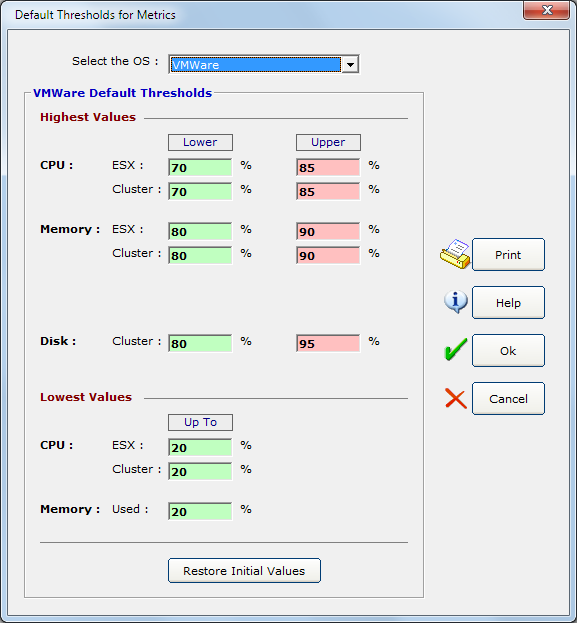 Default Thresholds for Metrics
Select the OS : VMWare
VMWare Default Thresholds
Highest Values
Lower Upper
CPU : ESX : 70 % 85 %
Cluster : 70 % 85 %
Memory : ESX : 80 % 90 %
Cluster : 80 % 90 %
Disk : Cluster : 80 % 95 %
Lowest Values
Up To
CPU : ESX : 20 %
Cluster : 20 %
Memory : Used : 20 %
Restore Initial Values
Print
Help
Ok
Cancel